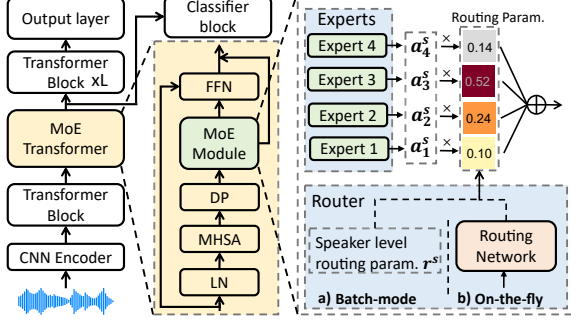 Output layer
Transformer
Block xL
MoE
Transformer
Transformer
Block
CNN Encoder
Classifier
block
FFN
MoE
Module
DP
MHSA
LN
Experts
Routing Param.
Expert 4
a^s_4
×
0.14
Expert 3
a^s_3
×
0.52
Expert 2
a^s_2
×
0.24
Expert 1
a^s_1
×
0.10
Router
Speaker level
routing param. r^s
Routing
Network
a) Batch-mode
b) On-the-fly